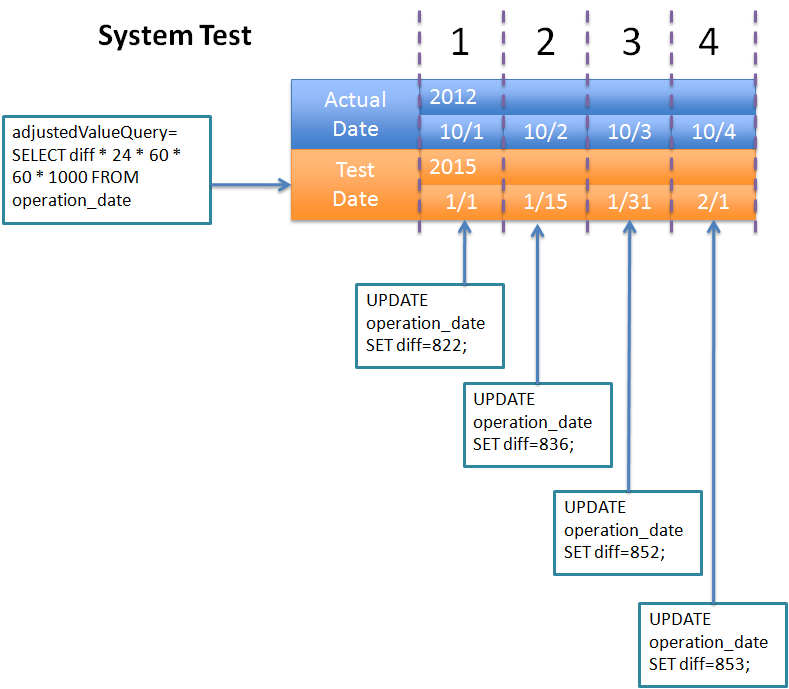 System Test
1 2 3 4
Actual Date
2012
10/1 10/2 10/3 10/4
adjustedValueQuery=
SELECT diff * 24 * 60 *
60 * 1000 FROM
operation_date
Test Date
2015
1/1 1/15 1/31 2/1
UPDATE
operation_date
SET diff=822;
UPDATE
operation_date
SET diff=836;
UPDATE
operation_date
SET diff=852;
UPDATE
operation_date
SET diff=853;